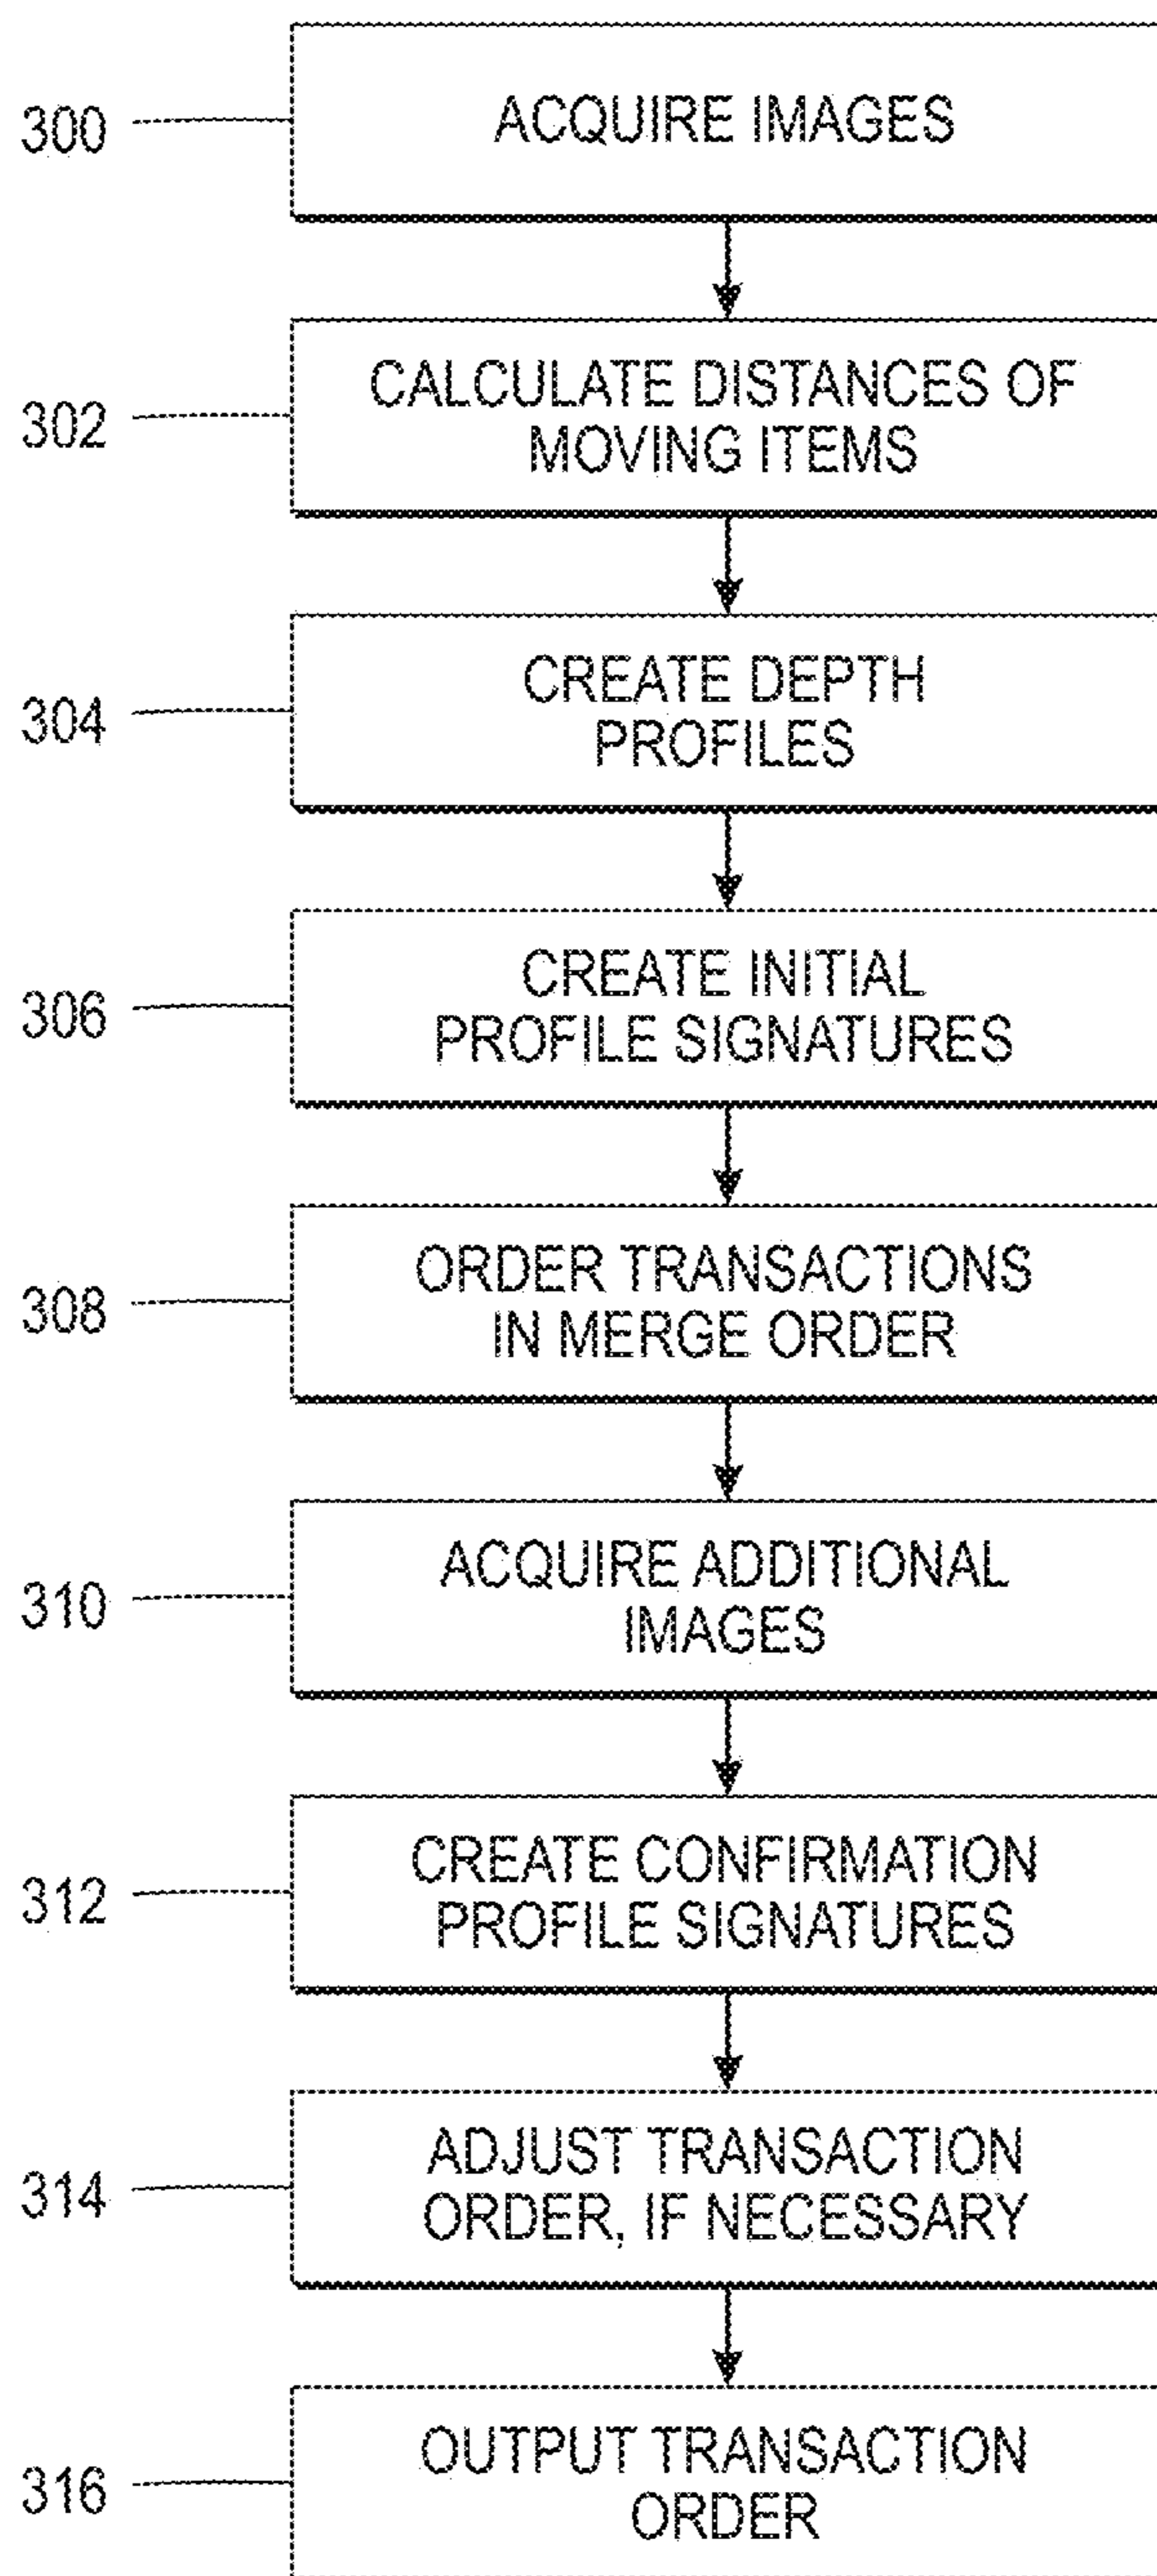 300
ACQUIRE IMAGES
302
CALCULATE DISTANCES OF
MOVING ITEMS
304
CREATE DEPTH
PROFILES
306
CREATE INITIAL
PROFILE SIGNATURES
308
ORDER TRANSACTIONS
IN MERGE ORDER
310
ACQUIRE ADDITIONAL
IMAGES
312
CREATE CONFIRMATION
PROFILE SIGNATURES
314
ADJUST TRANSACTION
ORDER, IF NECESSARY
316
OUTPUT TRANSACTION
ORDER